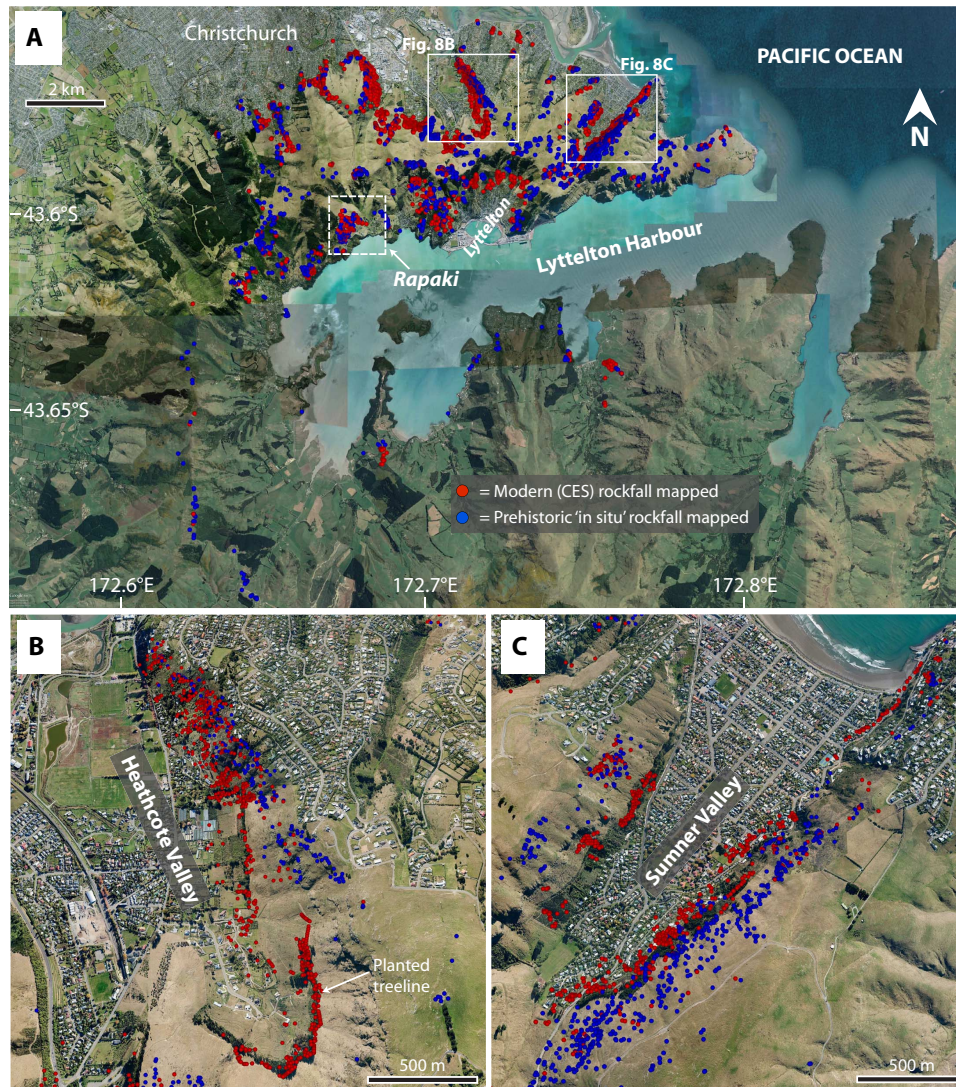 A
Christchurch
Fig. 8B
Fig. 8C
PACIFIC OCEAN
2 km
N
43.6°S
Lyttelton
Lyttelton Harbour
Rapaki
43.65°S
= Modern (CES) rockfall mapped
= Prehistoric 'in situ' rockfall mapped
172.6°E
172.7°E
172.8°E
B
Heathcote Valley
Planted
treeline
500 m
C
Sumner Valley
500 m